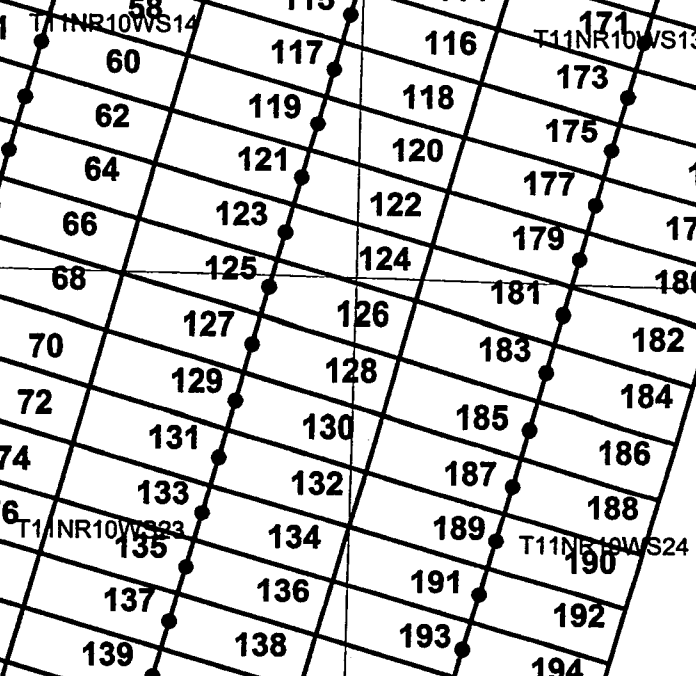 58 115 171
T11NR10WS14 T11NR10WS13
60 117 116 173
62 119 118 175
64 121 120 177
66 123 122 179
68 125 124 181 180
70 127 126 183 182
72 129 128 185 184
74 131 130 187 186
133 132 189 188
T11NR10WS23 T11NR10WS24
135 134 191 190
137 136 193 192
139 138 194